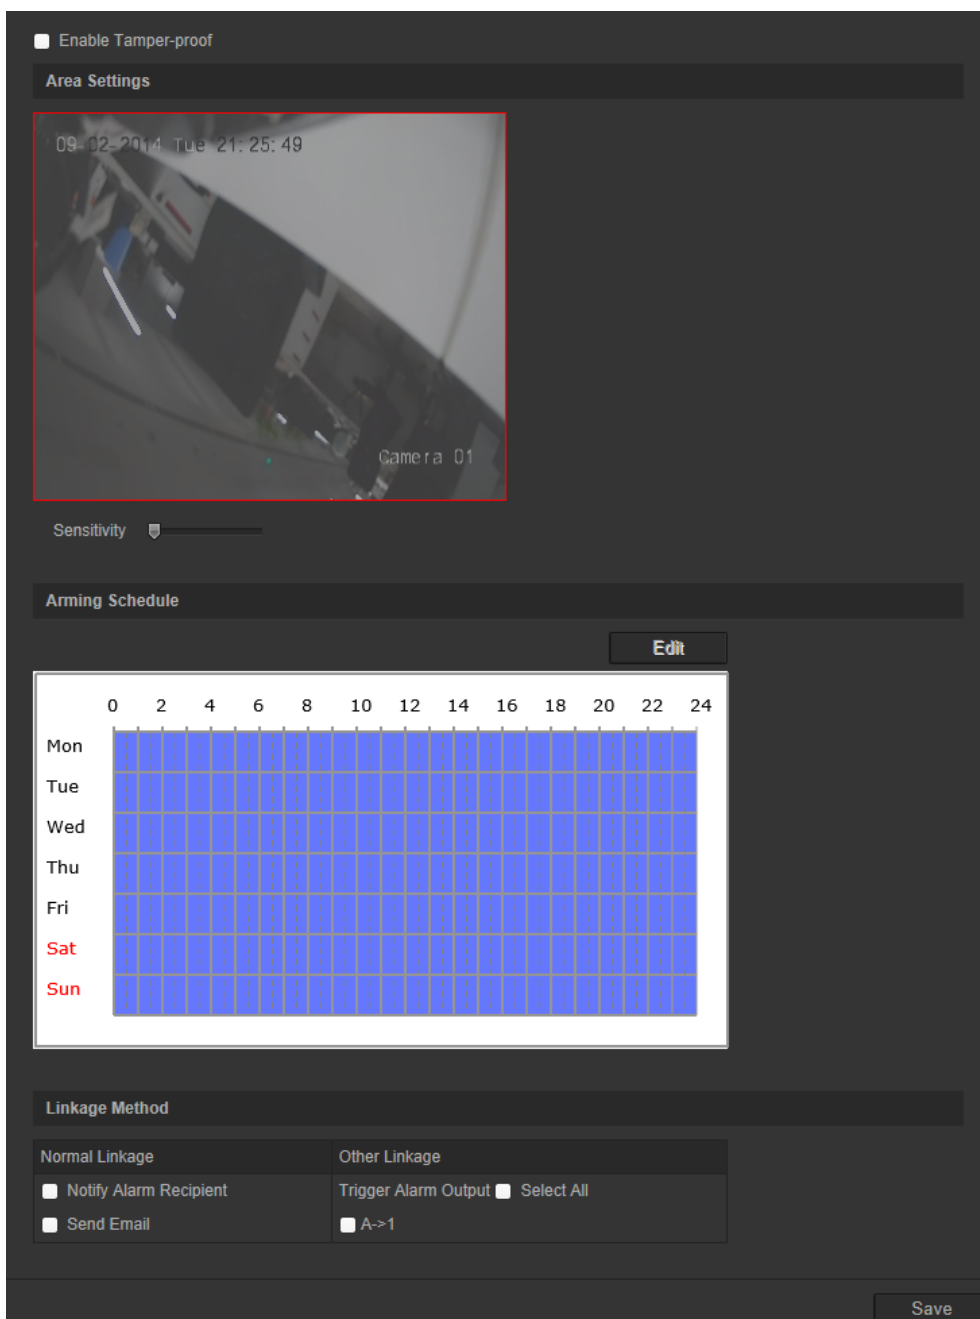 Enable Tamper-proof
Area Settings
09-02-2014 Tue 21:25:49
Camera 01
Sensitivity
Arming Schedule
Edit
0 2 4 6 8 10 12 14 16 18 20 22 24
Mon
Tue
Wed
Thu
Fri
Sat
Sun
Linkage Method
Normal Linkage Other Linkage
Notify Alarm Recipient Trigger Alarm Output Select All
Send Email A->1
Save